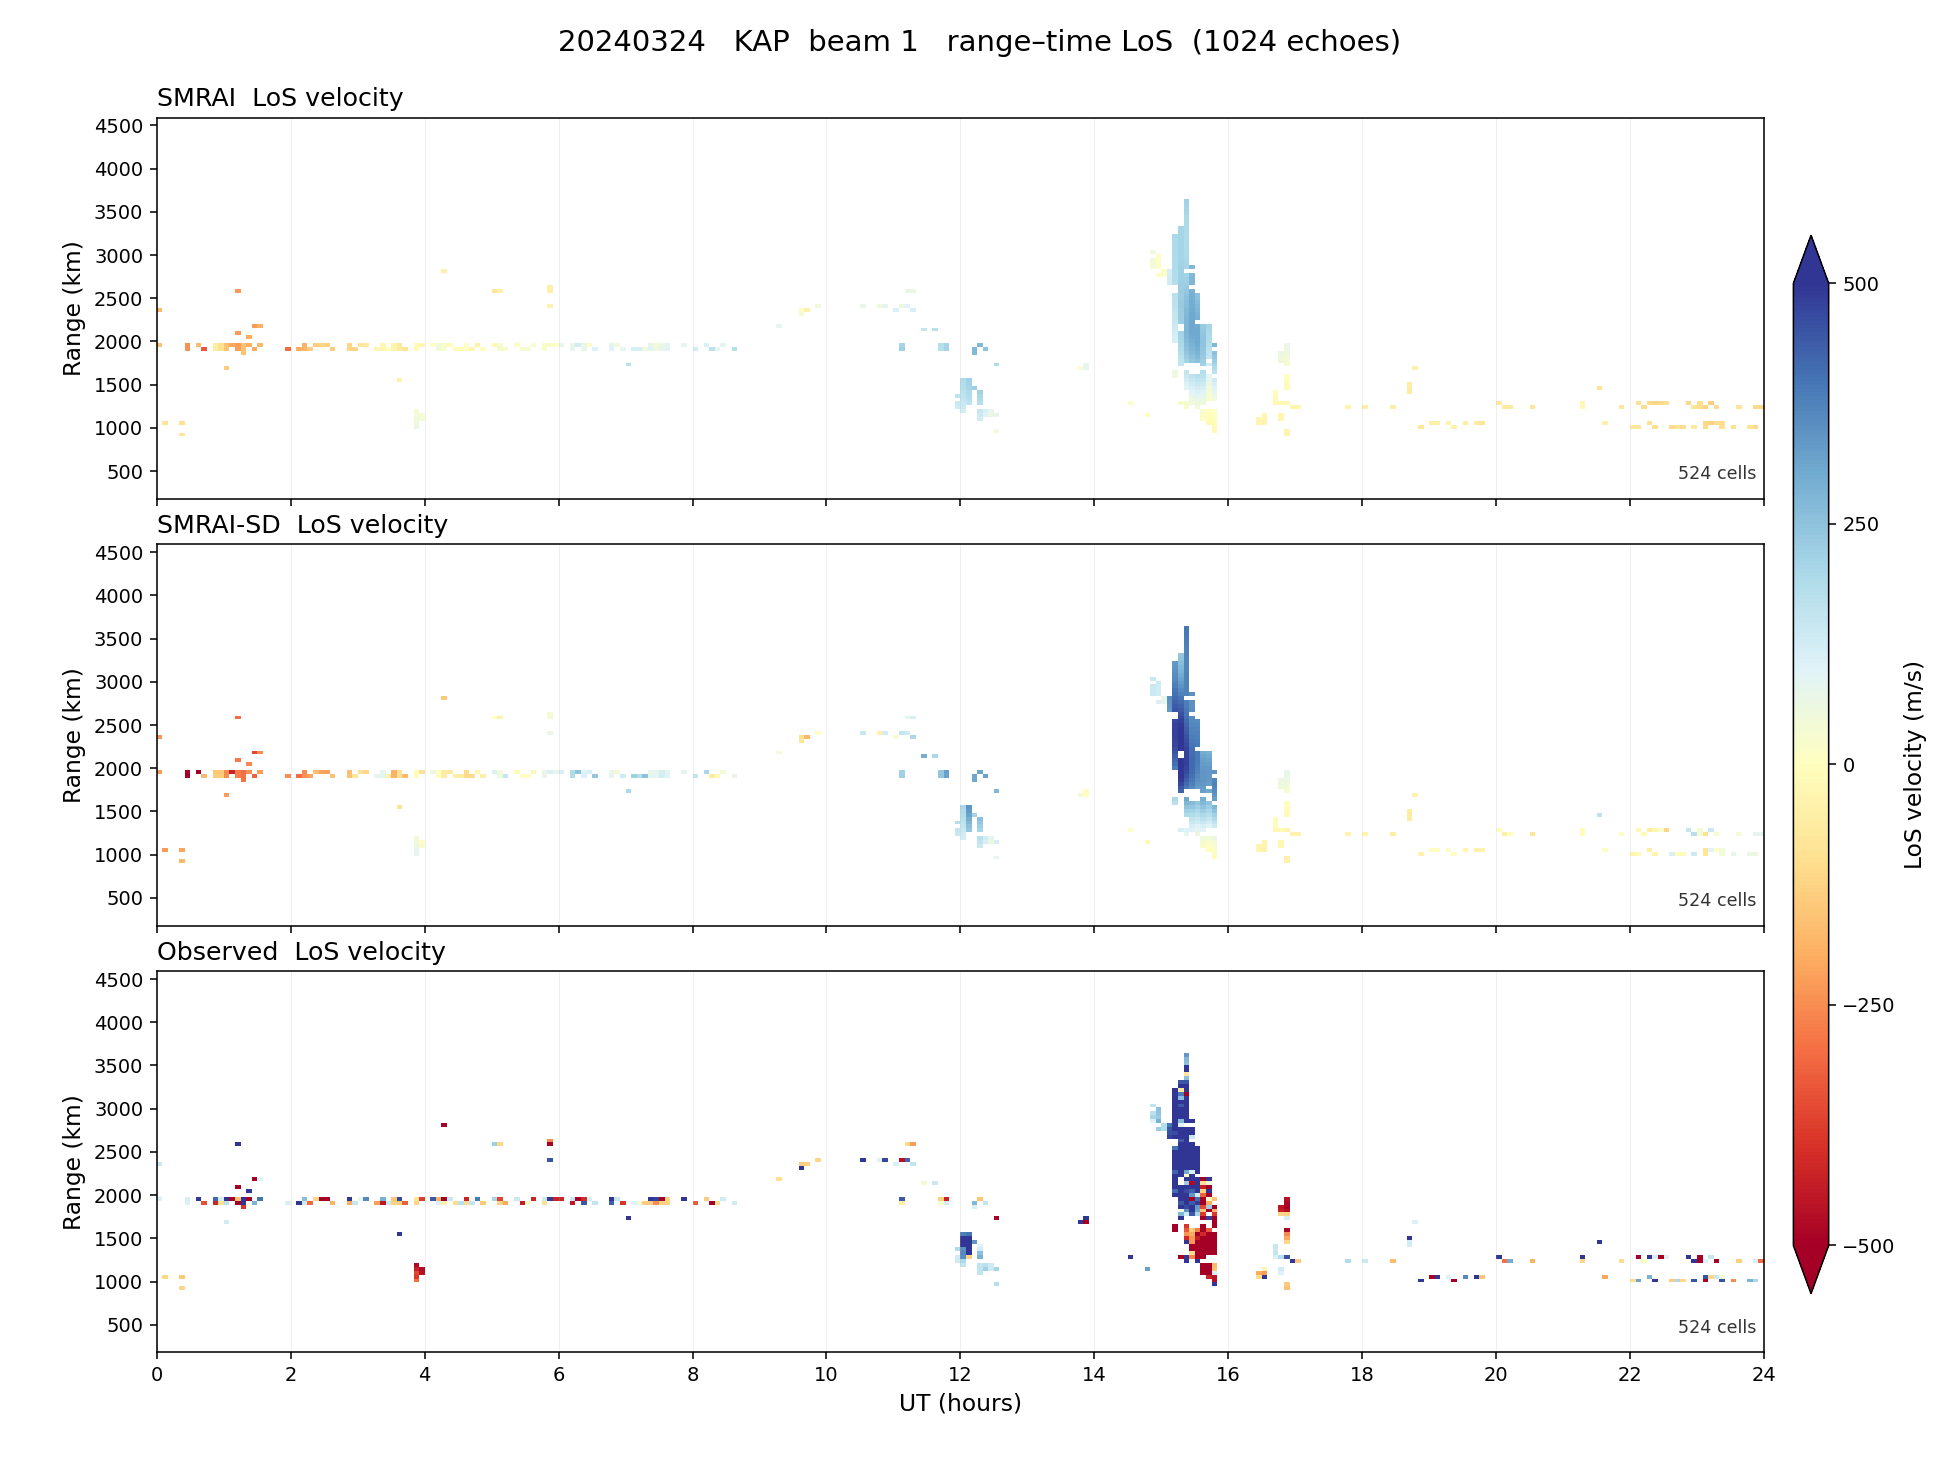 20240324   KAP  beam 1   range–time LoS  (1024 echoes)
SMRAI  LoS velocity
4500
4000
3500
3000
2500
2000
1500
1000
500
Range (km)
524 cells
SMRAI-SD  LoS velocity
4500
4000
3500
3000
2500
2000
1500
1000
500
Range (km)
524 cells
Observed  LoS velocity
4500
4000
3500
3000
2500
2000
1500
1000
500
Range (km)
524 cells
0 2 4 6 8 10 12 14 16 18 20 22 24
UT (hours)
500
250
0
−250
−500
LoS velocity (m/s)